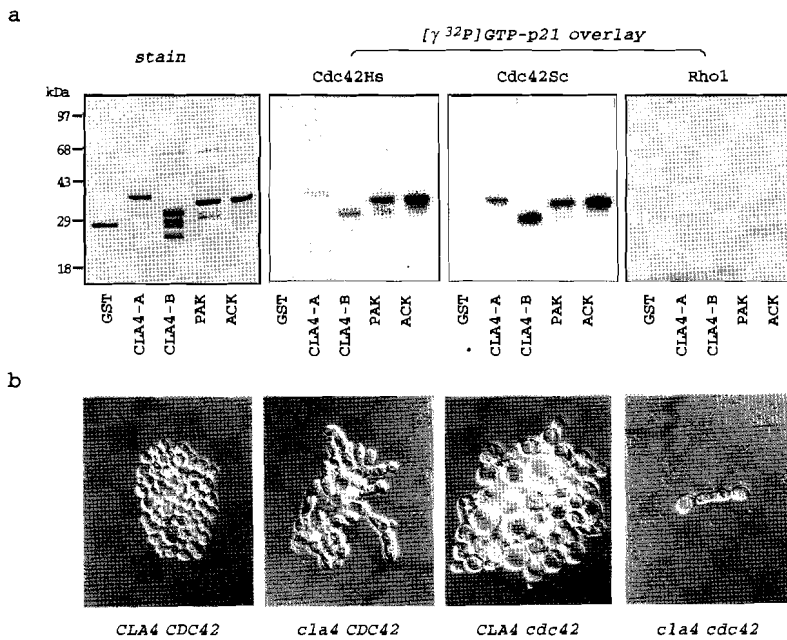 a
[γ ³²P]GTP-p21 overlay
stain
Cdc42Hs
Cdc42Sc
Rho1
kDa
97
68
43
29
18
GST
CLA4-A
CLA4-B
PAK
ACK
GST
CLA4-A
CLA4-B
PAK
ACK
GST
CLA4-A
CLA4-B
PAK
ACK
GST
CLA4-A
CLA4-B
PAK
ACK
b
CLA4 CDC42
cla4 CDC42
CLA4 cdc42
cla4 cdc42